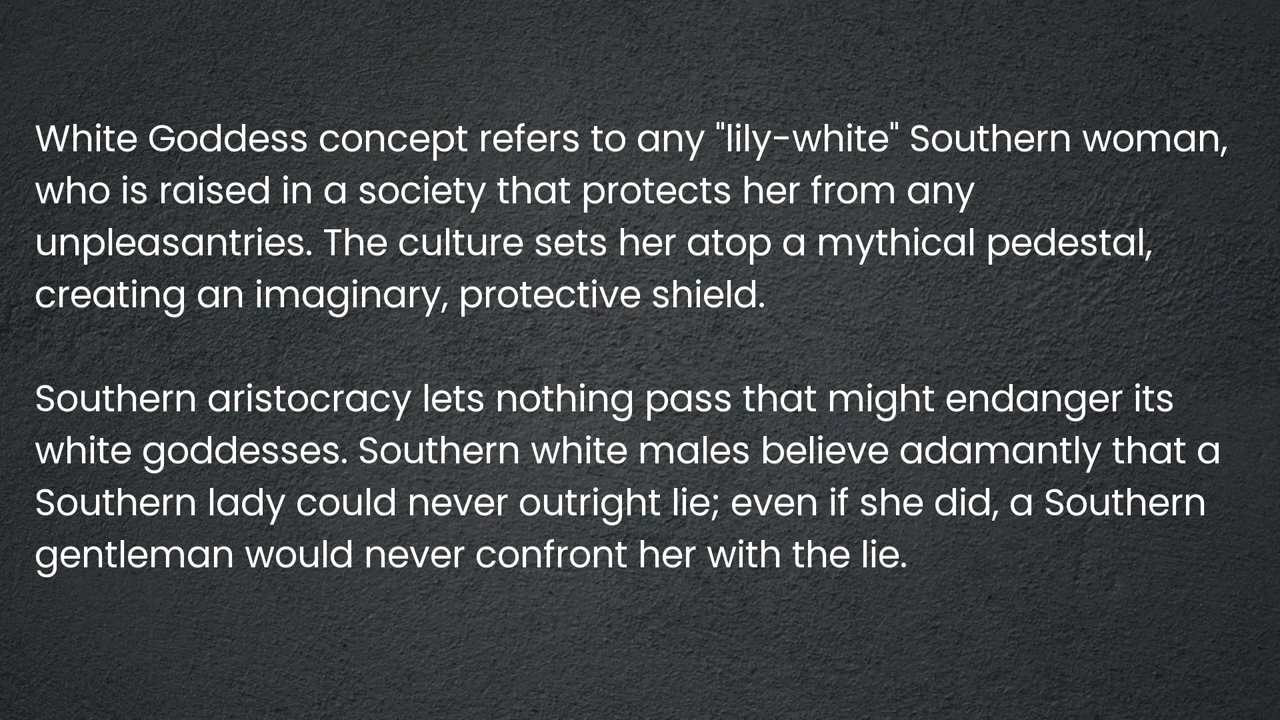 White Goddess concept refers to any "lily-white" Southern woman,
who is raised in a society that protects her from any
unpleasantries. The culture sets her atop a mythical pedestal,
creating an imaginary, protective shield.
Southern aristocracy lets nothing pass that might endanger its
white goddesses. Southern white males believe adamantly that a
Southern lady could never outright lie; even if she did, a Southern
gentleman would never confront her with the lie.